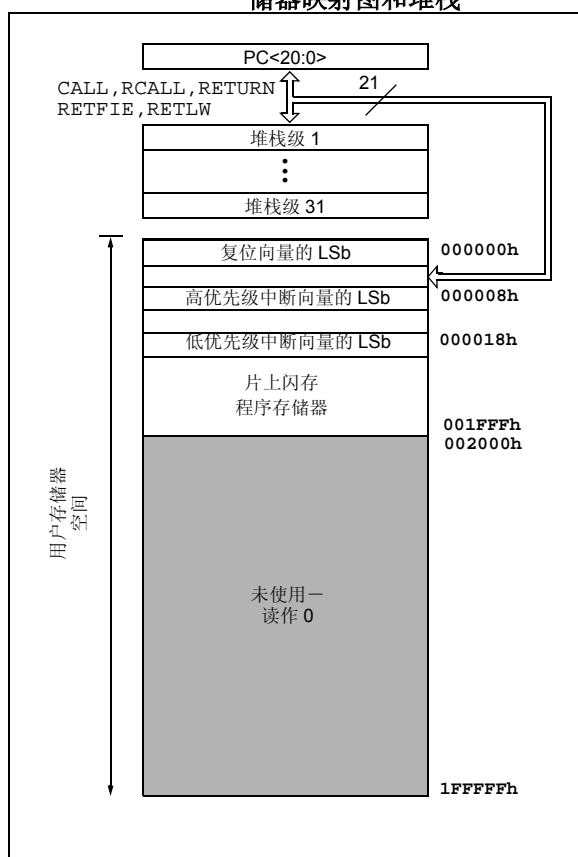 储器映射图和堆栈
PC<20:0>
CALL,RCALL,RETURN
RETFIE,RETLW
21
堆栈级 1
堆栈级 31
复位向量的 LSb
000000h
高优先级中断向量的 LSb
000008h
低优先级中断向量的 LSb
000018h
片上闪存
程序存储器
001FFFh
002000h
用户存储器
空间
未使用－
读作 0
1FFFFFh